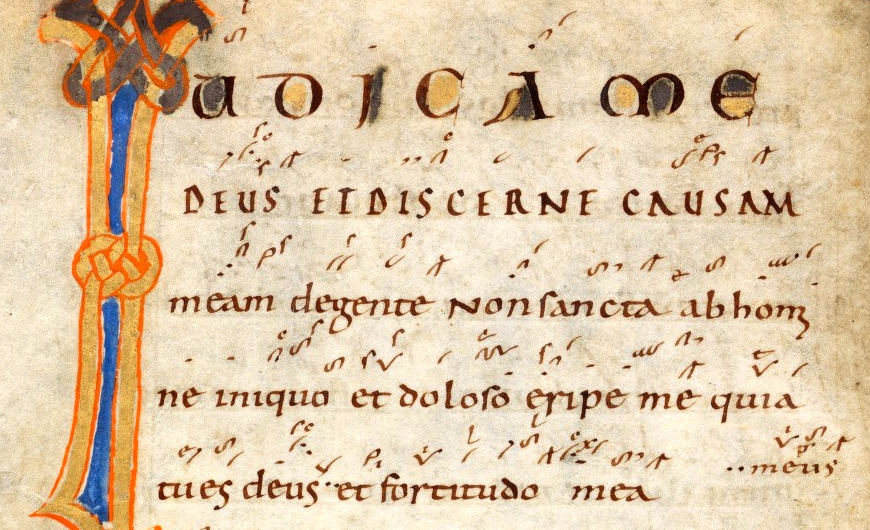 IUDICA ME
DEUS ET DISCERNE CAUSAM
meam degente Non sancta ab homi
ne iniquo et doloso eripe me quia
tu es deus et fortitudo mea ..meus